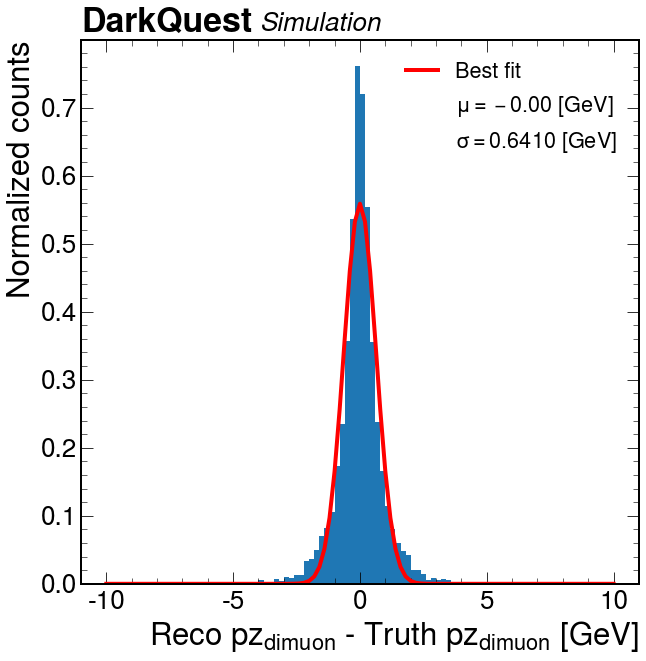 DarkQuest Simulation
Best fit
μ = − 0.00 [GeV]
σ = 0.6410 [GeV]
Normalized counts
0.7
0.6
0.5
0.4
0.3
0.2
0.1
0.0
-10 -5 0 5 10
Reco pz_dimuon - Truth pz_dimuon [GeV]